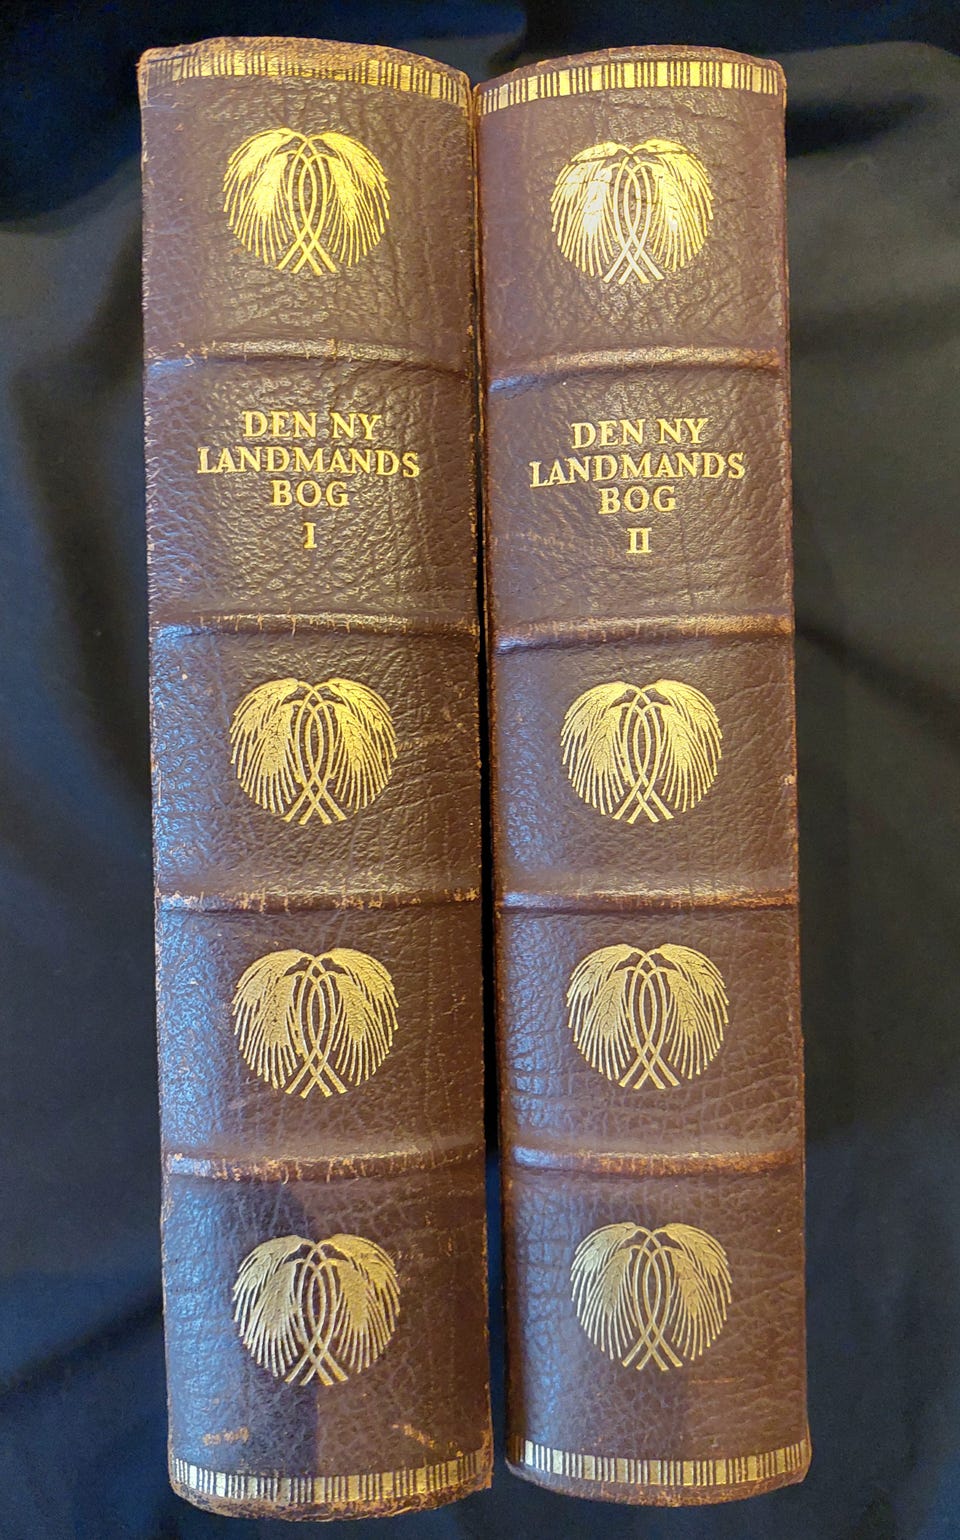 DEN NY
LANDMANDS
BOG
I
DEN NY
LANDMANDS
BOG
II